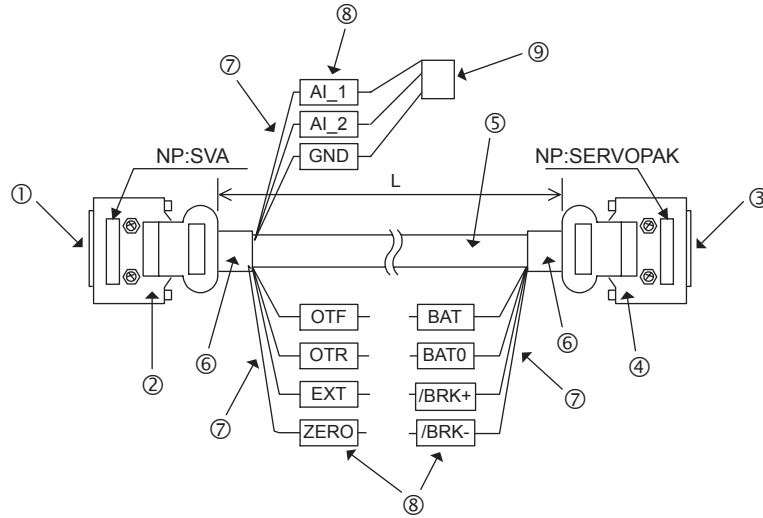 ⑧
⑦ ⑨
AI_1
AI_2
GND
⑤
NP:SVA NP:SERVOPAK
L
① ③
⑥ ⑥
② ④
OTF BAT
OTR BAT0
EXT /BRK+
ZERO /BRK-
⑦ ⑦
⑧